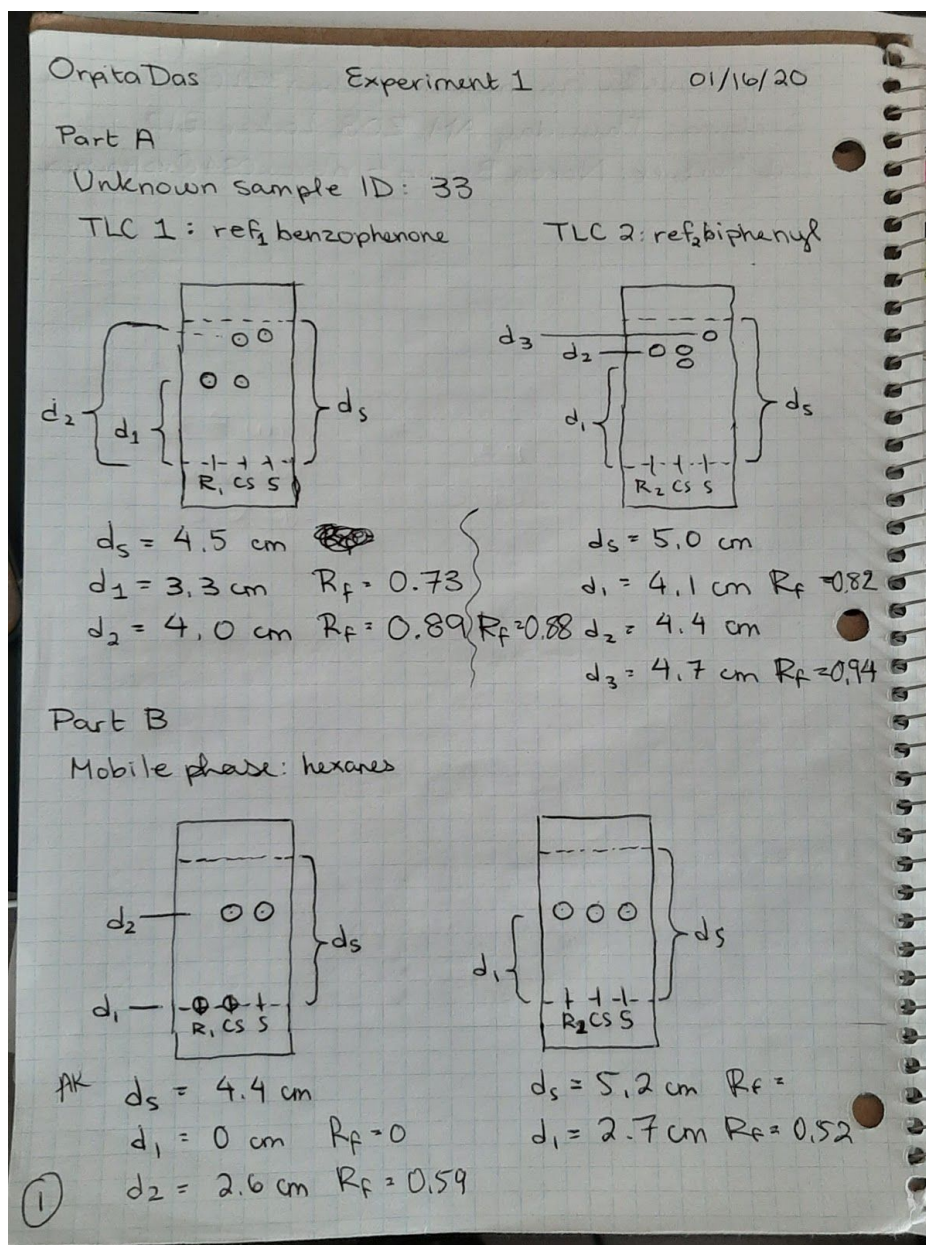 Orpita Das Experiment 1 01/16/20
Part A
Unknown sample ID: 33
TLC 1: ref₁ benzophenone TLC 2: ref₂ biphenyl
d₂ d₁ dₛ
R₁ CS S
d₃ d₂ d₁ dₛ
R₂ CS S
dₛ = 4.5 cm
d₁ = 3.3 cm Rf = 0.73
d₂ = 4.0 cm Rf = 0.89
dₛ = 5.0 cm
d₁ = 4.1 cm Rf = 0.82
Rf = 0.88 d₂ = 4.4 cm
d₃ = 4.7 cm Rf = 0.94
Part B
Mobile phase: hexanes
d₂ dₛ
d₁
R₁ CS S
d₁ dₛ
R₂ CS S
AK dₛ = 4.4 cm
d₁ = 0 cm Rf = 0
d₂ = 2.6 cm Rf = 0.59
dₛ = 5.2 cm Rf =
d₁ = 2.7 cm Rf = 0.52
1